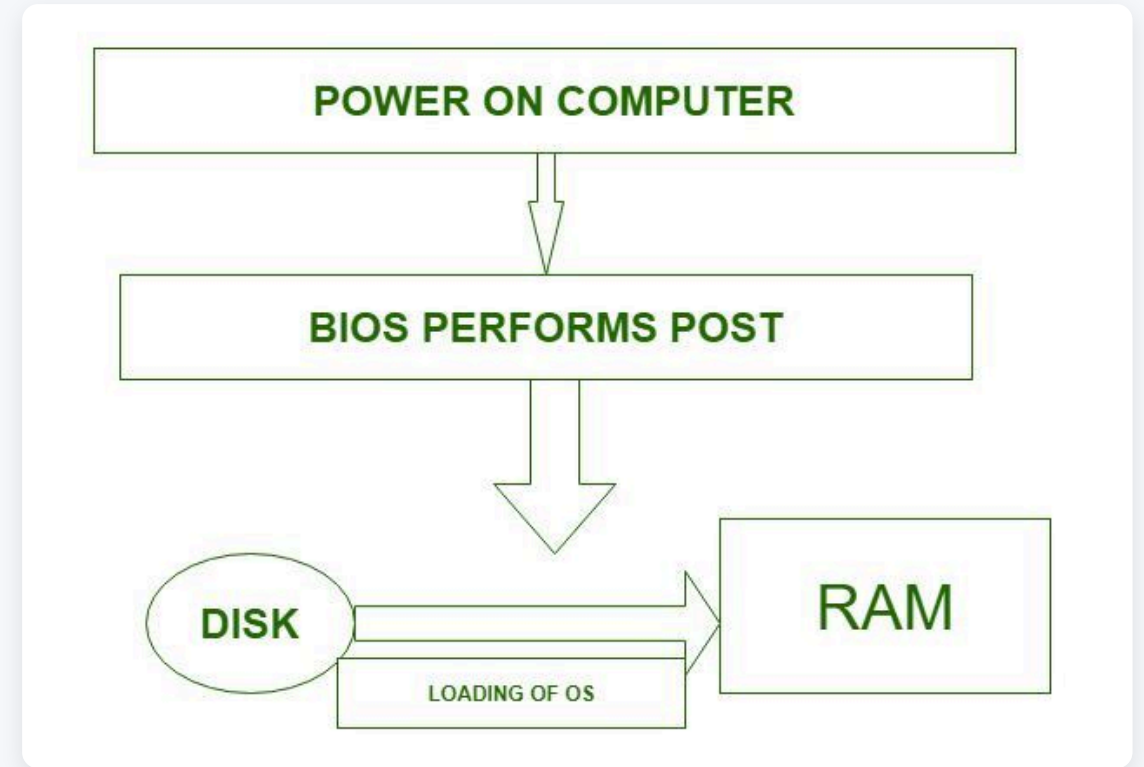 POWER ON COMPUTER
BIOS PERFORMS POST
DISK
RAM
LOADING OF OS